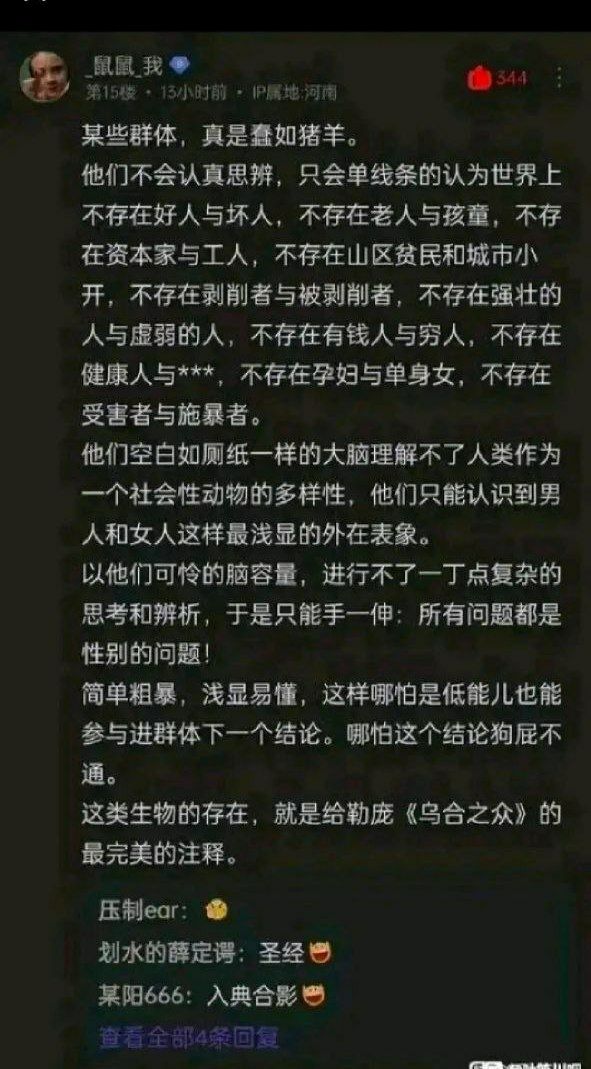 _鼠鼠_我
344
第15楼 · 13小时前 · IP属地:河南
某些群体，真是蠢如猪羊。
他们不会认真思辨，只会单线条的认为世界上
不存在好人与坏人，不存在老人与孩童，不存
在资本家与工人，不存在山区贫民和城市小
开，不存在剥削者与被剥削者，不存在强壮的
人与虚弱的人，不存在有钱人与穷人，不存在
健康人与***，不存在孕妇与单身女，不存在
受害者与施暴者。
他们空白如厕纸一样的大脑理解不了人类作为
一个社会性动物的多样性，他们只能认识到男
人和女人这样最浅显的外在表象。
以他们可怜的脑容量，进行不了一丁点复杂的
思考和辨析，于是只能手一伸：所有问题都是
性别的问题！
简单粗暴，浅显易懂，这样哪怕是低能儿也能
参与进群体下一个结论。哪怕这个结论狗屁不
通。
这类生物的存在，就是给勒庞《乌合之众》的
最完美的注释。
压制ear：
划水的薛定谔：圣经
某阳666：入典合影
查看全部4条回复